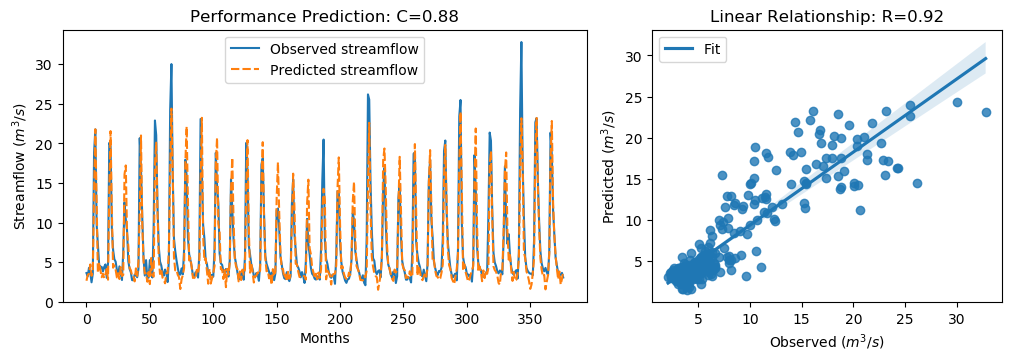 Performance Prediction: C=0.88
Observed streamflow
Predicted streamflow
Streamflow (m³/s)
30
25
20
15
10
5
0
0 50 100 150 200 250 300 350
Months
Linear Relationship: R=0.92
Fit
Predicted (m³/s)
30
25
20
15
10
5
5 10 15 20 25 30
Observed (m³/s)